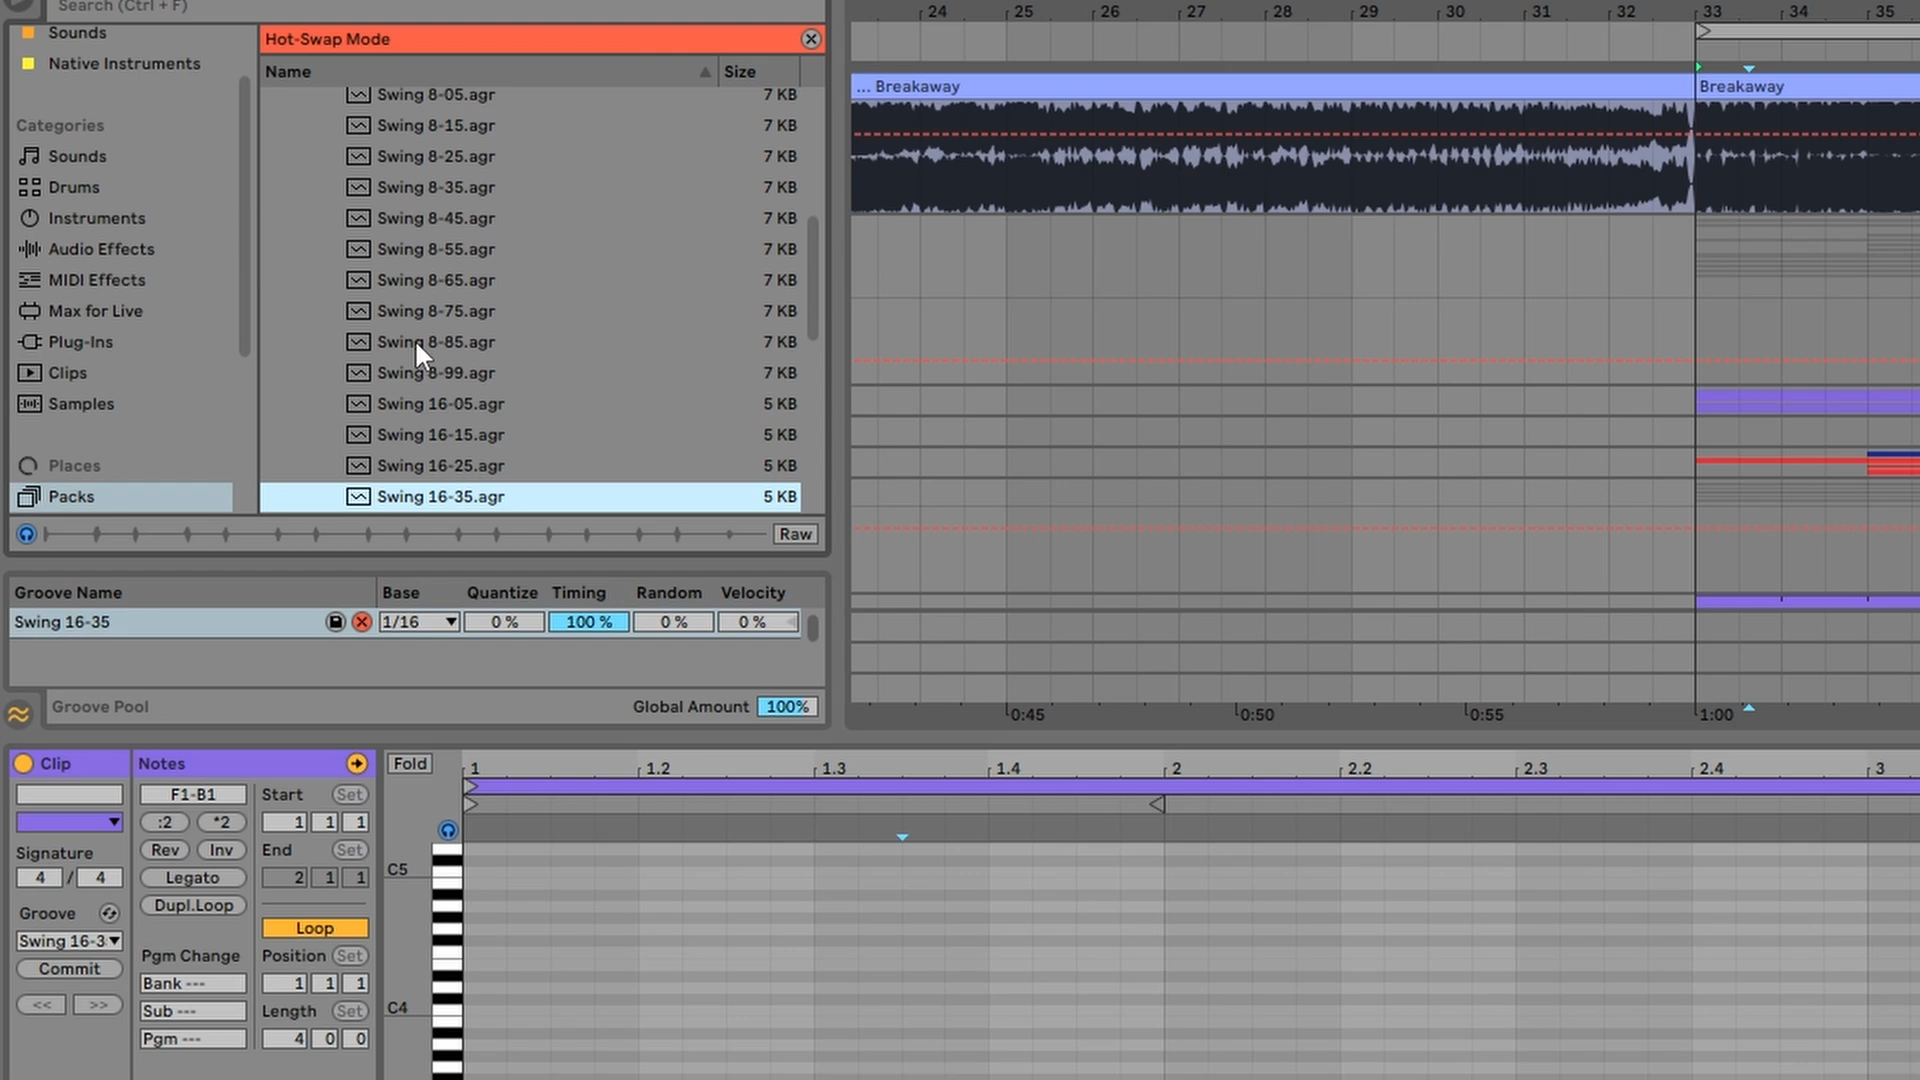 Search (Ctrl + F)
Sounds
Native Instruments
Categories
Sounds
Drums
Instruments
Audio Effects
MIDI Effects
Max for Live
Plug-Ins
Clips
Samples
Places
Packs
Hot-Swap Mode
Name Size
Swing 8-05.agr 7 KB
Swing 8-15.agr 7 KB
Swing 8-25.agr 7 KB
Swing 8-35.agr 7 KB
Swing 8-45.agr 7 KB
Swing 8-55.agr 7 KB
Swing 8-65.agr 7 KB
Swing 8-75.agr 7 KB
Swing 8-85.agr 7 KB
Swing 8-99.agr 7 KB
Swing 16-05.agr 5 KB
Swing 16-15.agr 5 KB
Swing 16-25.agr 5 KB
Swing 16-35.agr 5 KB
Raw
Groove Name Base Quantize Timing Random Velocity
Swing 16-35 1/16 0 % 100 % 0 % 0 %
Groove Pool Global Amount 100%
24 25 26 27 28 29 30 31 32 33 34 35
... Breakaway Breakaway
0:45 0:50 0:55 1:00
Clip
Signature
4 / 4
Groove
Swing 16-3
Commit
<< >>
Notes
F1-B1
:2 *2
Rev Inv
Legato
Dupl.Loop
Pgm Change
Bank ---
Sub ---
Pgm ---
Start Set
1 1 1
End Set
2 1 1
Loop
Position Set
1 1 1
Length Set
4 0 0
Fold
1 1.2 1.3 1.4 2 2.2 2.3 2.4 3
C5
C4